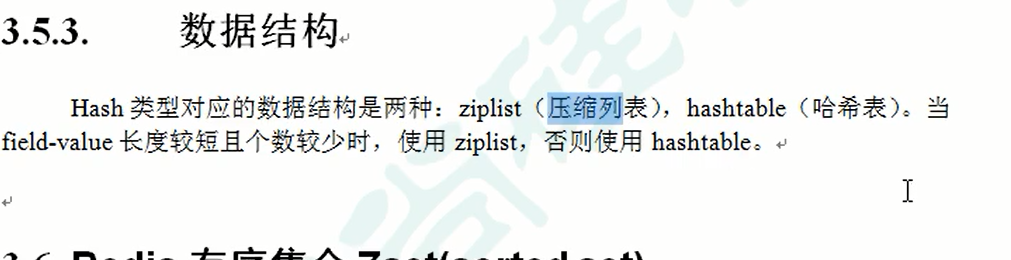 3.5.3. 数据结构
Hash 类型对应的数据结构是两种：ziplist（压缩列表），hashtable（哈希表）。当
field-value 长度较短且个数较少时，使用 ziplist，否则使用 hashtable。
3.6 Redis 有序集合 Zset(sorted set)